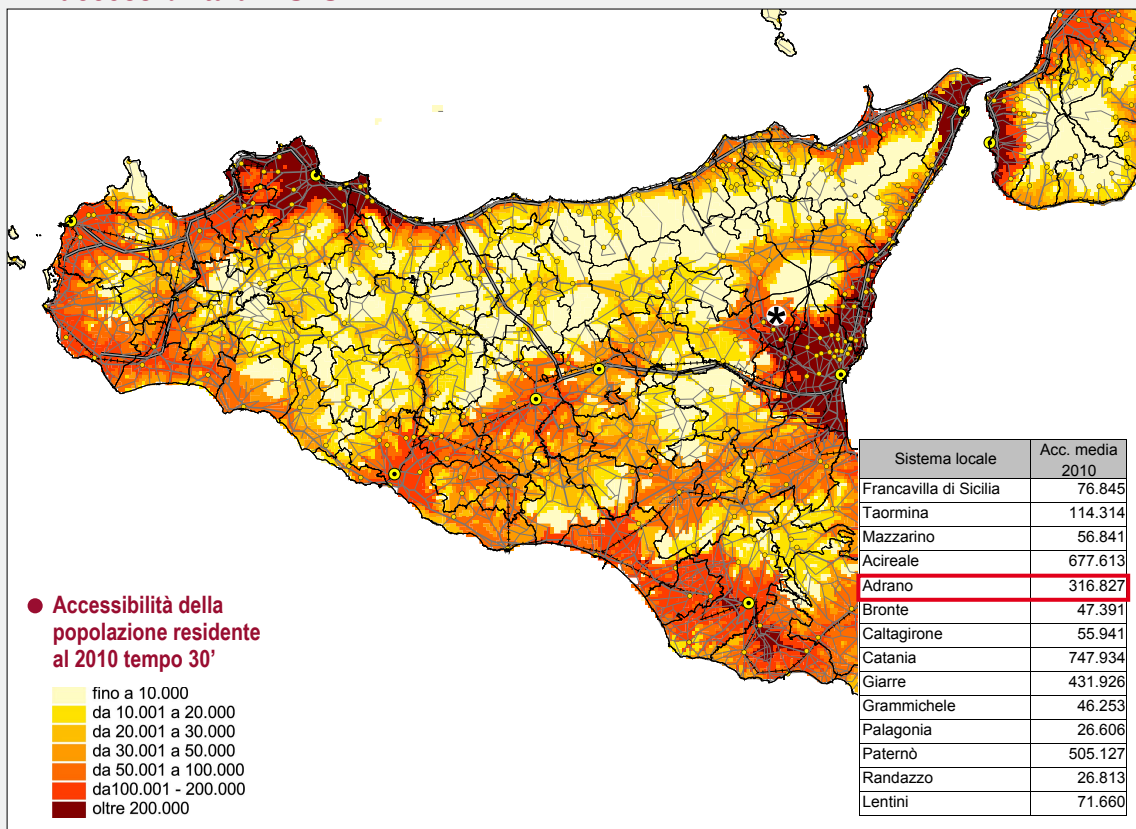 ● Accessibilità della
popolazione residente
al 2010 tempo 30’
fino a 10.000
da 10.001 a 20.000
da 20.001 a 30.000
da 30.001 a 50.000
da 50.001 a 100.000
da100.001 - 200.000
oltre 200.000
*
Sistema locale Acc. media 2010
Francavilla di Sicilia 76.845
Taormina 114.314
Mazzarino 56.841
Acireale 677.613
Adrano 316.827
Bronte 47.391
Caltagirone 55.941
Catania 747.934
Giarre 431.926
Grammichele 46.253
Palagonia 26.606
Paternò 505.127
Randazzo 26.813
Lentini 71.660